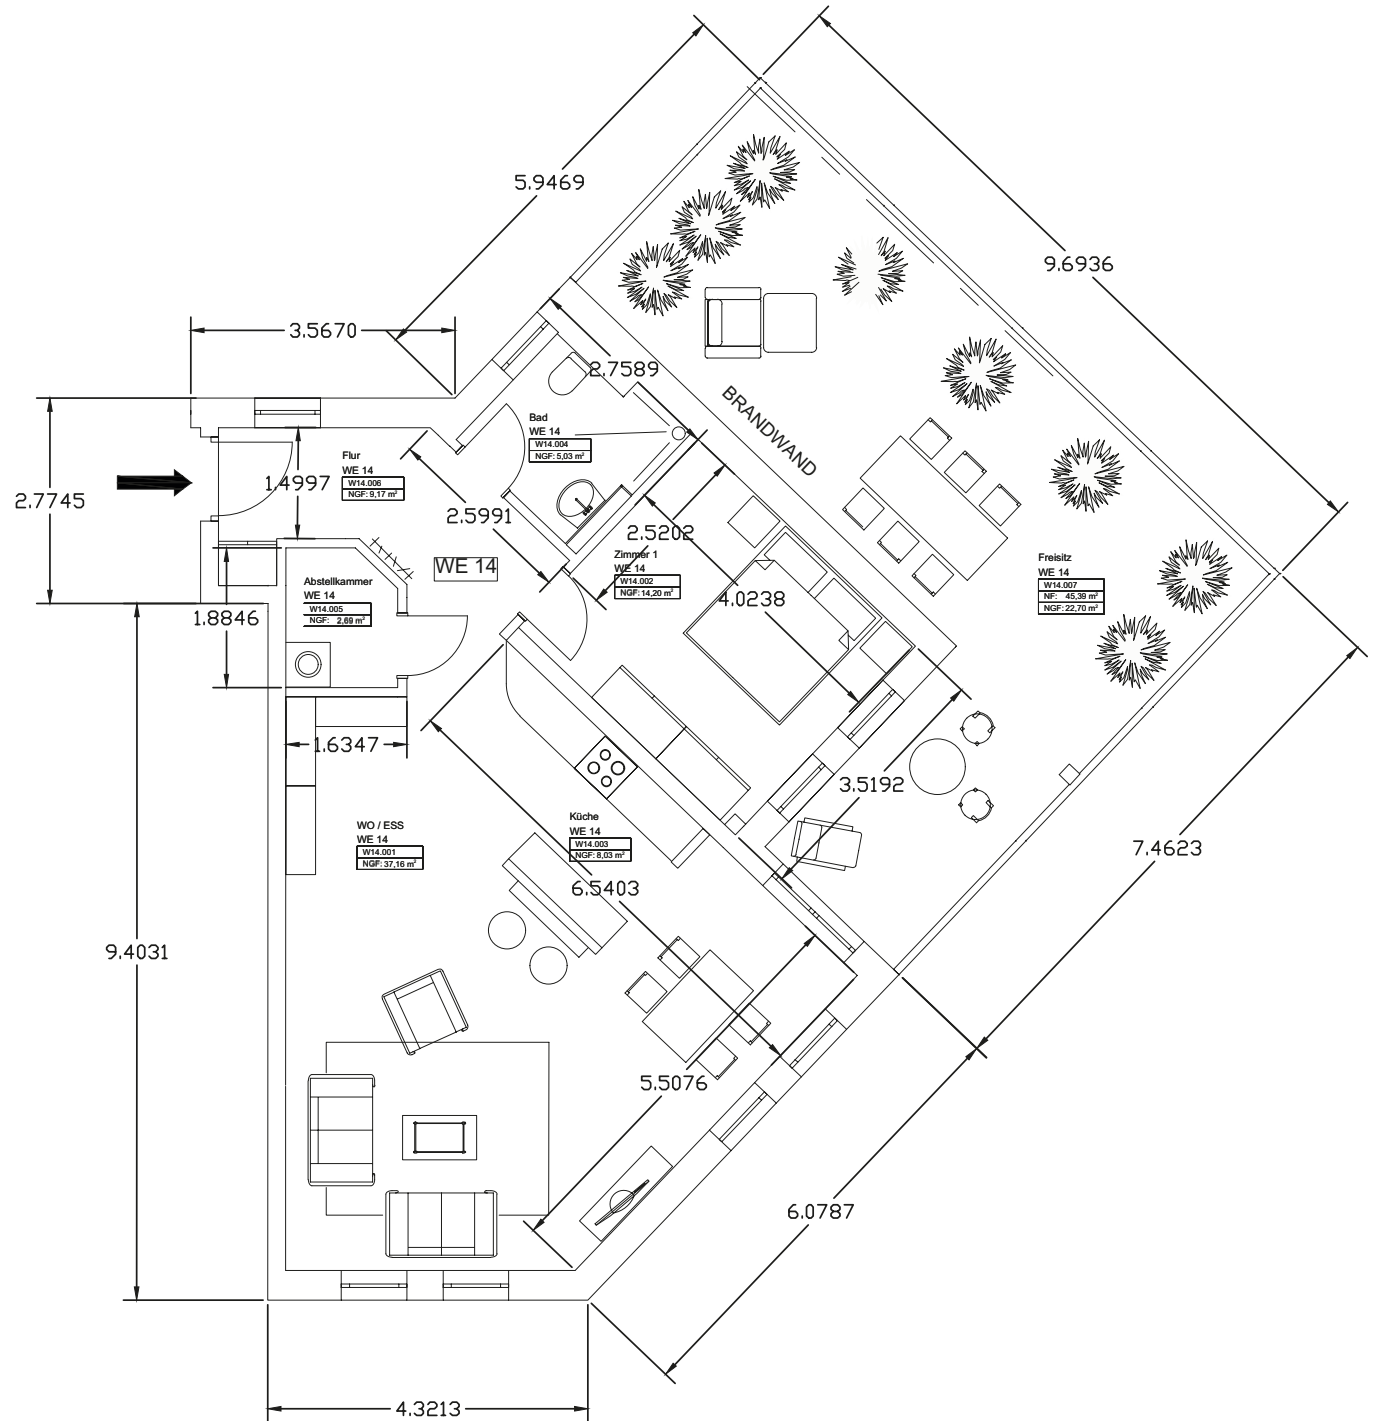 5.9469
9.6936
3.5670
2.7589
BRANDWAND
Bad
WE 14
W14.004
NGF: 5,03 m²
Flur
WE 14
W14.006
NGF: 9,17 m²
1.4997
2.7745
2.5991
2.5202
Zimmer 1
WE 14
W14.002
NGF: 14,20 m²
4.0238
WE 14
Freisitz
WE 14
W14.007
NF: 45,39 m²
NGF: 22,70 m²
Abstellkammer
WE 14
W14.005
NGF: 2,69 m²
1.8846
1.6347
3.5192
WO / ESS
WE 14
W14.001
NGF: 37,16 m²
Küche
WE 14
W14.003
NGF: 8,03 m²
6.5403
7.4623
9.4031
5.5076
6.0787
4.3213